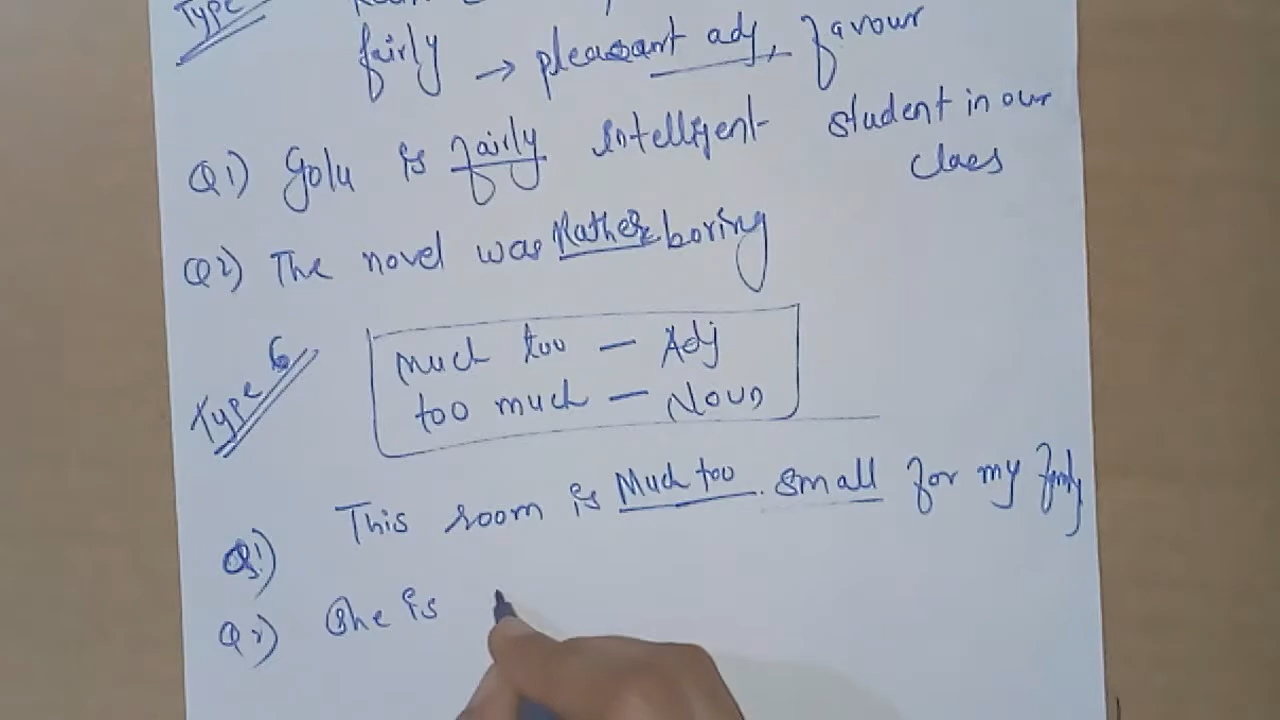 Type
fairly → pleasant adj, favour
Q1) Golu is fairly intelligent student in our
class
Q2) The novel was Rather boring
Type 6
Much too — Adj
too much — Noun
Q1) This room is Much too small for my
Q2) She is